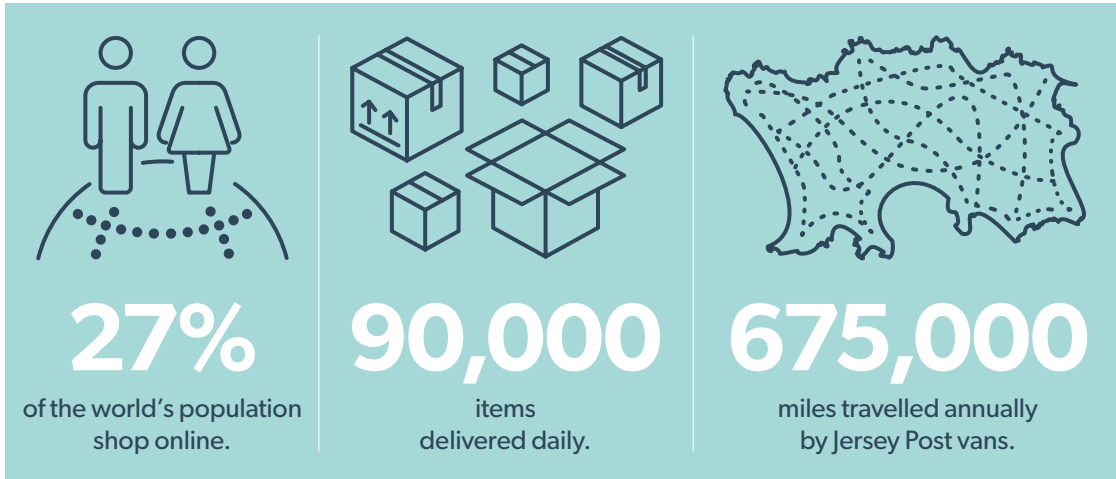 27%
of the world's population
shop online.
90,000
items
delivered daily.
675,000
miles travelled annually
by Jersey Post vans.